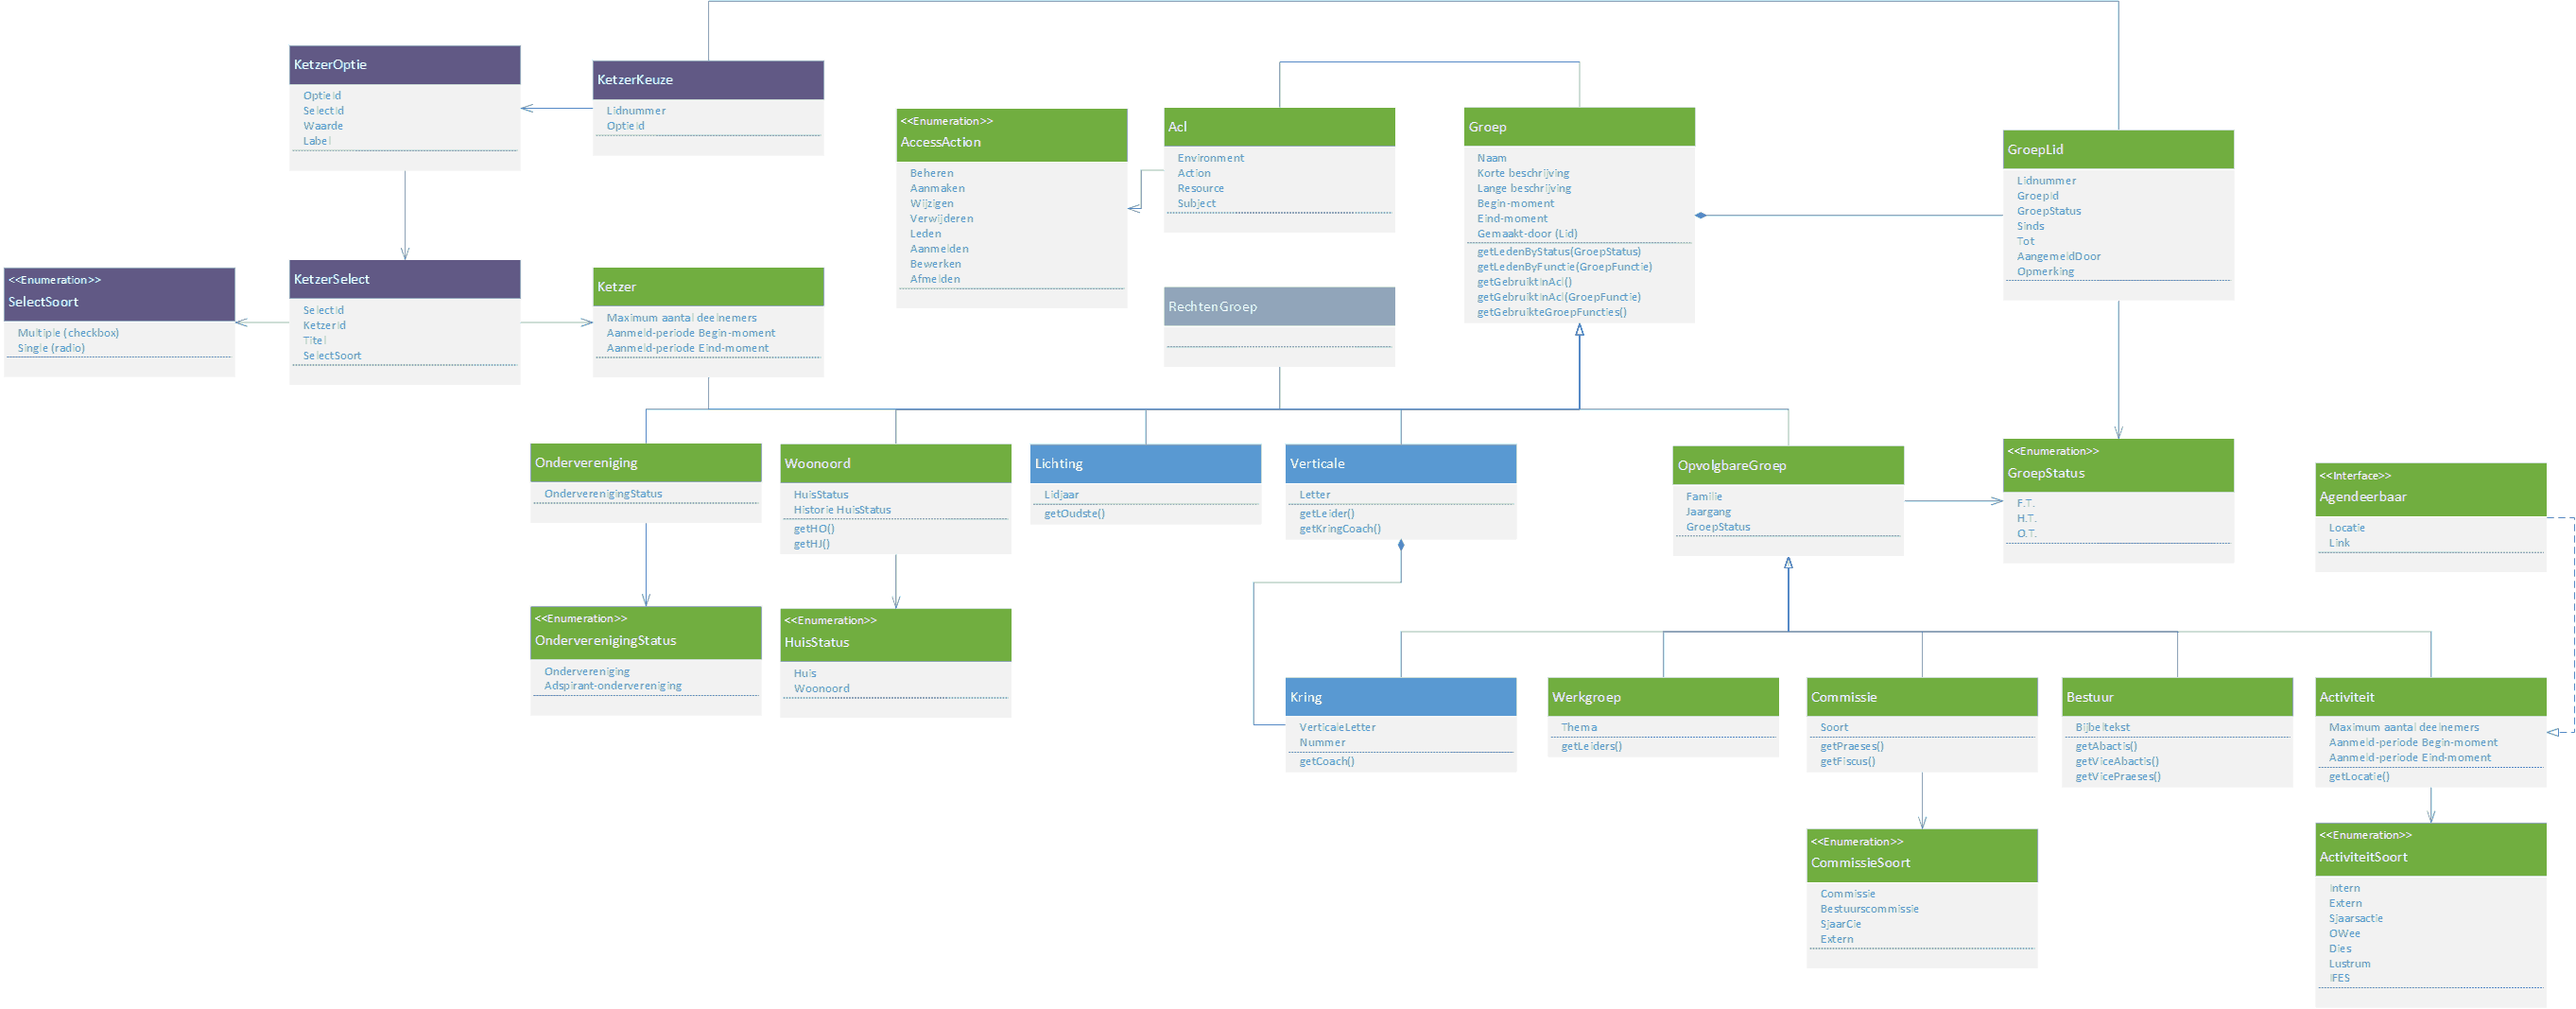 KetzerOptie
OptieId
SelectId
Waarde
Label
KetzerKeuze
Lidnummer
OptieId
<<Enumeration>>
AccessAction
Beheren
Aanmaken
Wijzigen
Verwijderen
Leden
Aanmelden
Bewerken
Afmelden
Acl
Environment
Action
Resource
Subject
Groep
Naam
Korte beschrijving
Lange beschrijving
Begin-moment
Eind-moment
Gemaakt-door (Lid)
getLedenByStatus(GroepStatus)
getLedenByFunctie(GroepFunctie)
getGebruiktInAcl()
getGebruiktInAcl(GroepFunctie)
getGebruikteGroepFuncties()
GroepLid
Lidnummer
GroepId
GroepStatus
Sinds
Tot
AangemeldDoor
Opmerking
<<Enumeration>>
SelectSoort
Multiple (checkbox)
Single (radio)
KetzerSelect
SelectId
KetzerId
Titel
SelectSoort
Ketzer
Maximum aantal deelnemers
Aanmeld-periode Begin-moment
Aanmeld-periode Eind-moment
RechtenGroep
Ondervereniging
OnderverenigingStatus
Woonoord
HuisStatus
Historie HuisStatus
getHO()
getHJ()
Lichting
Lidjaar
getOudste()
Verticale
Letter
getLeider()
getKringCoach()
OpvolgbareGroep
Familie
Jaargang
GroepStatus
<<Enumeration>>
GroepStatus
F.T.
H.T.
O.T.
<<Interface>>
Agendeerbaar
Locatie
Link
<<Enumeration>>
OnderverenigingStatus
Ondervereniging
Adspirant-ondervereniging
<<Enumeration>>
HuisStatus
Huis
Woonoord
Kring
VerticaleLetter
Nummer
getCoach()
Werkgroep
Thema
getLeiders()
Commissie
Soort
getPraeses()
getFiscus()
Bestuur
Bijbeltekst
getAbactis()
getViceAbactis()
getVicePraeses()
Activiteit
Maximum aantal deelnemers
Aanmeld-periode Begin-moment
Aanmeld-periode Eind-moment
getLocatie()
<<Enumeration>>
CommissieSoort
Commissie
Bestuurscommissie
SjaarCie
Extern
<<Enumeration>>
ActiviteitSoort
Intern
Extern
Sjaarsactie
OWee
Dies
Lustrum
IFES